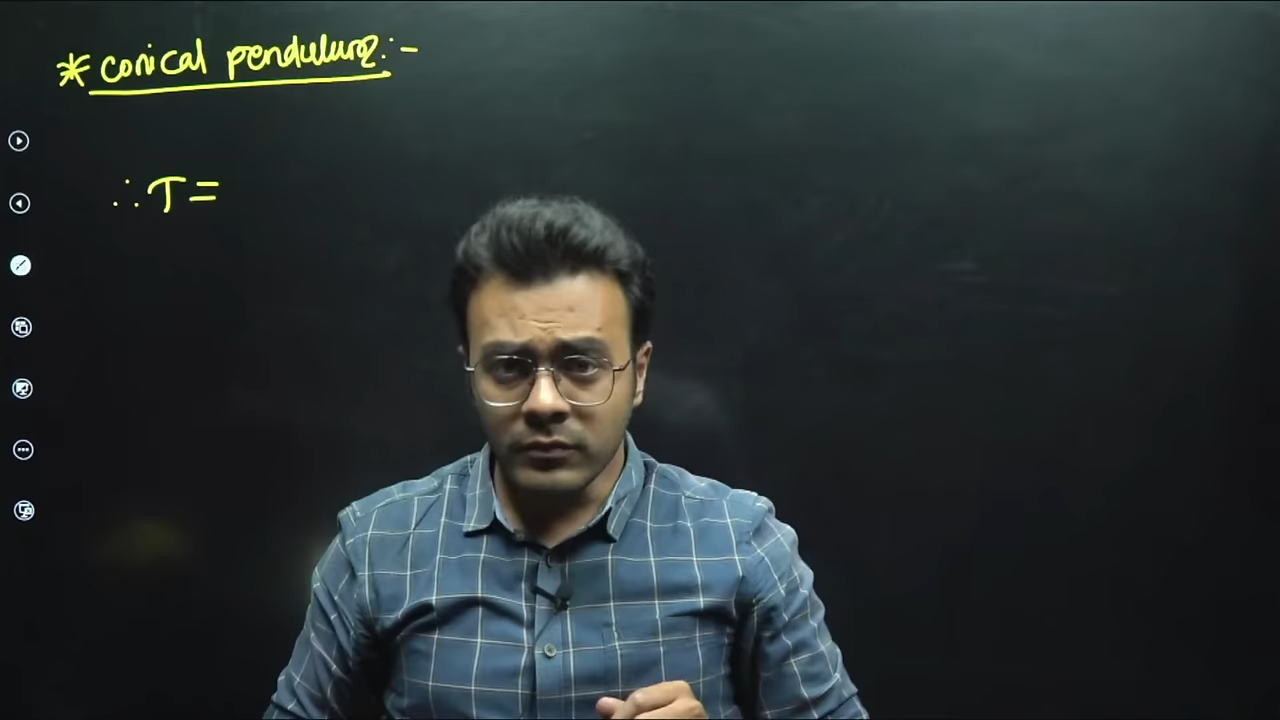 * conical pendulum:-
∴ T =